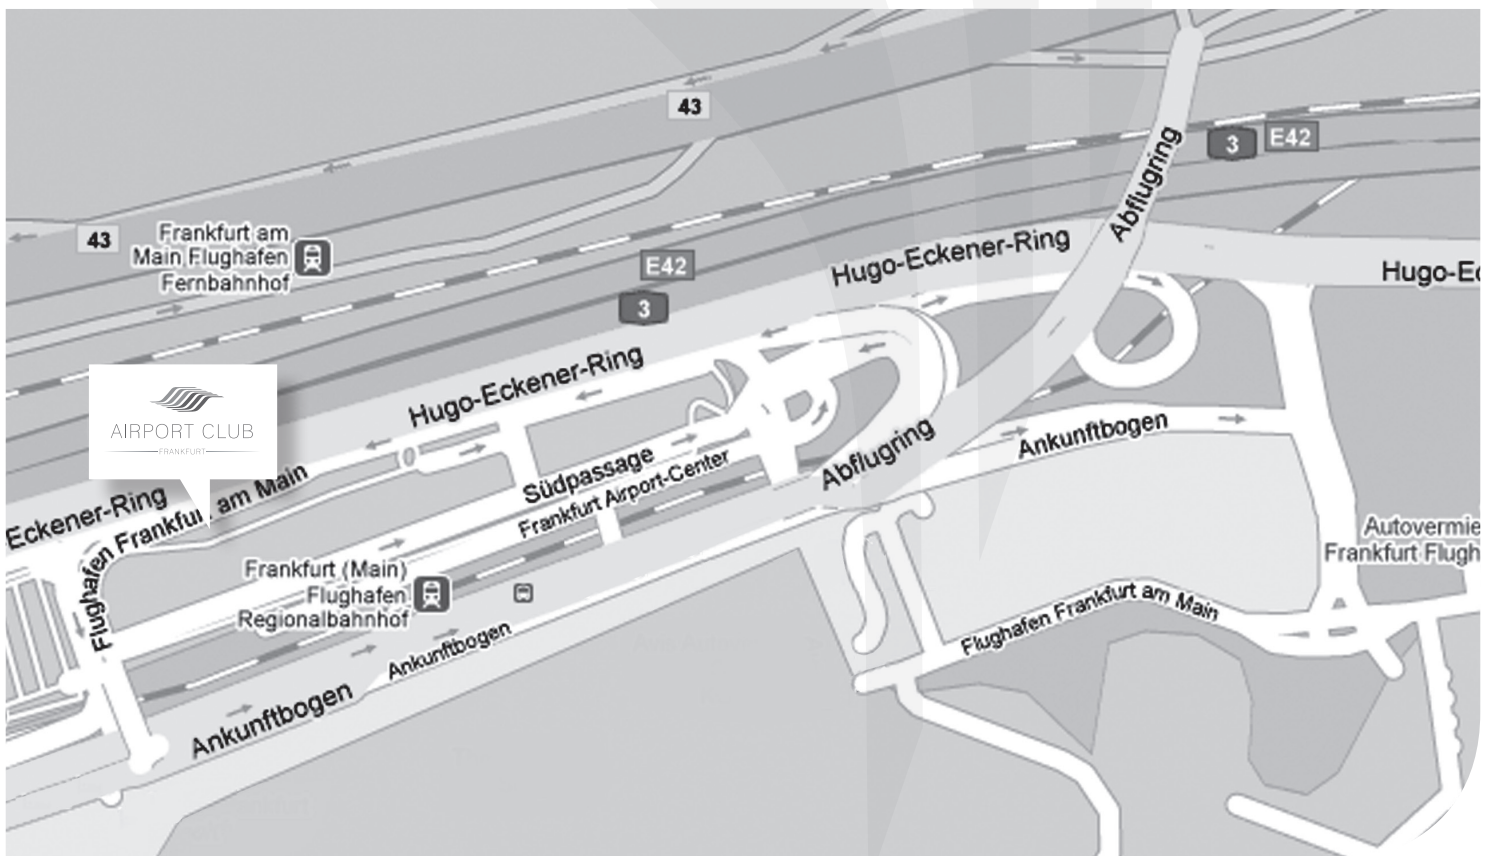 43
3
E42
Abflugring
43
Frankfurt am
Main Flughafen
Fernbahnhof
E42
3
Hugo-Eckener-Ring
Hugo-Ec
Hugo-Eckener-Ring
AIRPORT CLUB
FRANKFURT
Eckener-Ring
Flughafen Frankfur am Main
Südpassage
Frankfurt Airport-Center
Abflugring
Ankunftbogen
Autovermie
Frankfurt Flugh
Frankfurt (Main)
Flughafen
Regionalbahnhof
Ankunftbogen
Flughafen Frankfurt am Main
Ankunftbogen